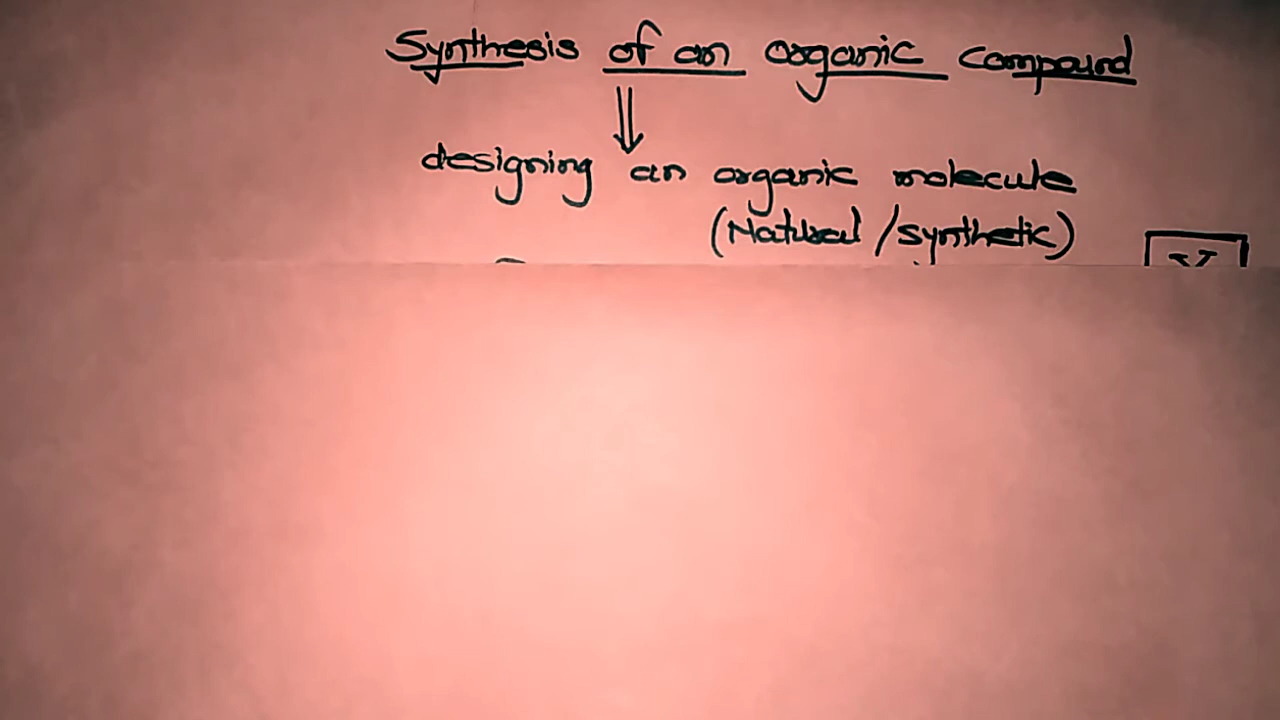 Synthesis of an organic compound
⇓
designing an organic molecule
(Natural / synthetic)